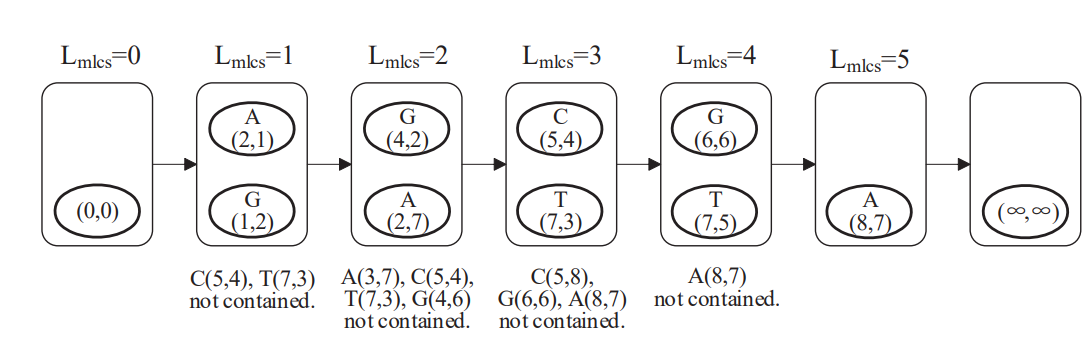 Lmlcs=0
Lmlcs=1
Lmlcs=2
Lmlcs=3
Lmlcs=4
Lmlcs=5
(0,0)
A
(2,1)
G
(1,2)
G
(4,2)
A
(2,7)
C
(5,4)
T
(7,3)
G
(6,6)
T
(7,5)
A
(8,7)
(∞,∞)
C(5,4), T(7,3)
not contained.
A(3,7), C(5,4),
T(7,3), G(4,6)
not contained.
C(5,8),
G(6,6), A(8,7)
not contained.
A(8,7)
not contained.